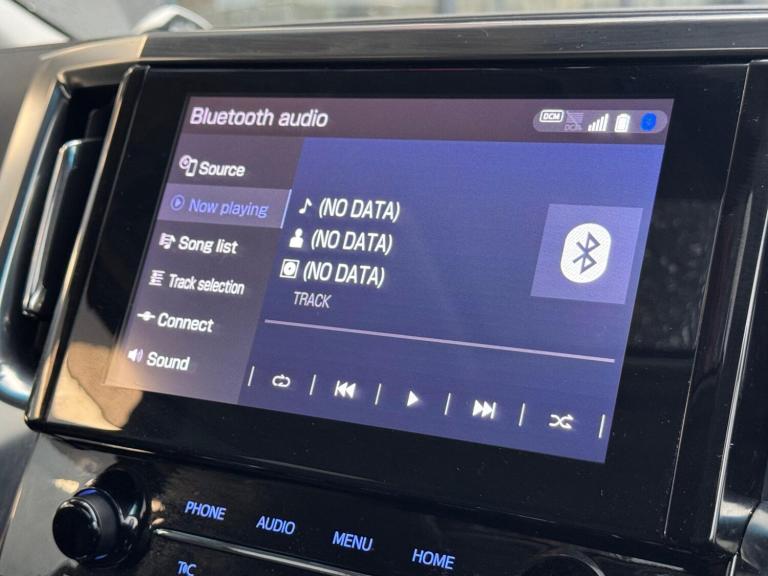 Bluetooth audio
DCM
DCM
Source
Now playing
Song list
Track selection
Connect
Sound
(NO DATA)
(NO DATA)
(NO DATA)
TRACK
PHONE
AUDIO
MENU
HOME